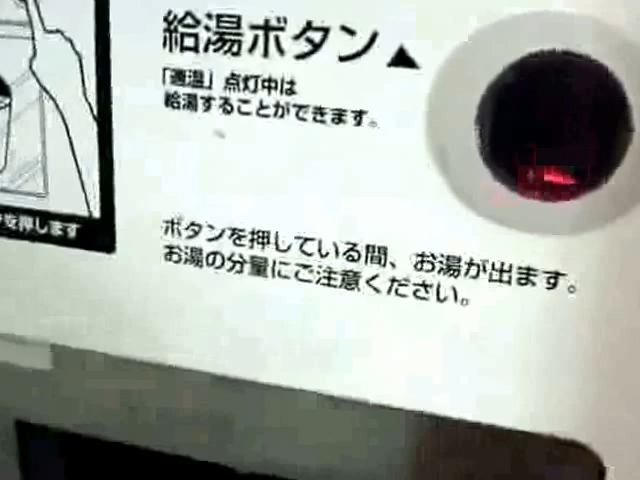 給湯ボタン▲
「適温」点灯中は
給湯することができます。
ボタンを押している間、お湯が出ます。
お湯の分量にご注意ください。
を押します